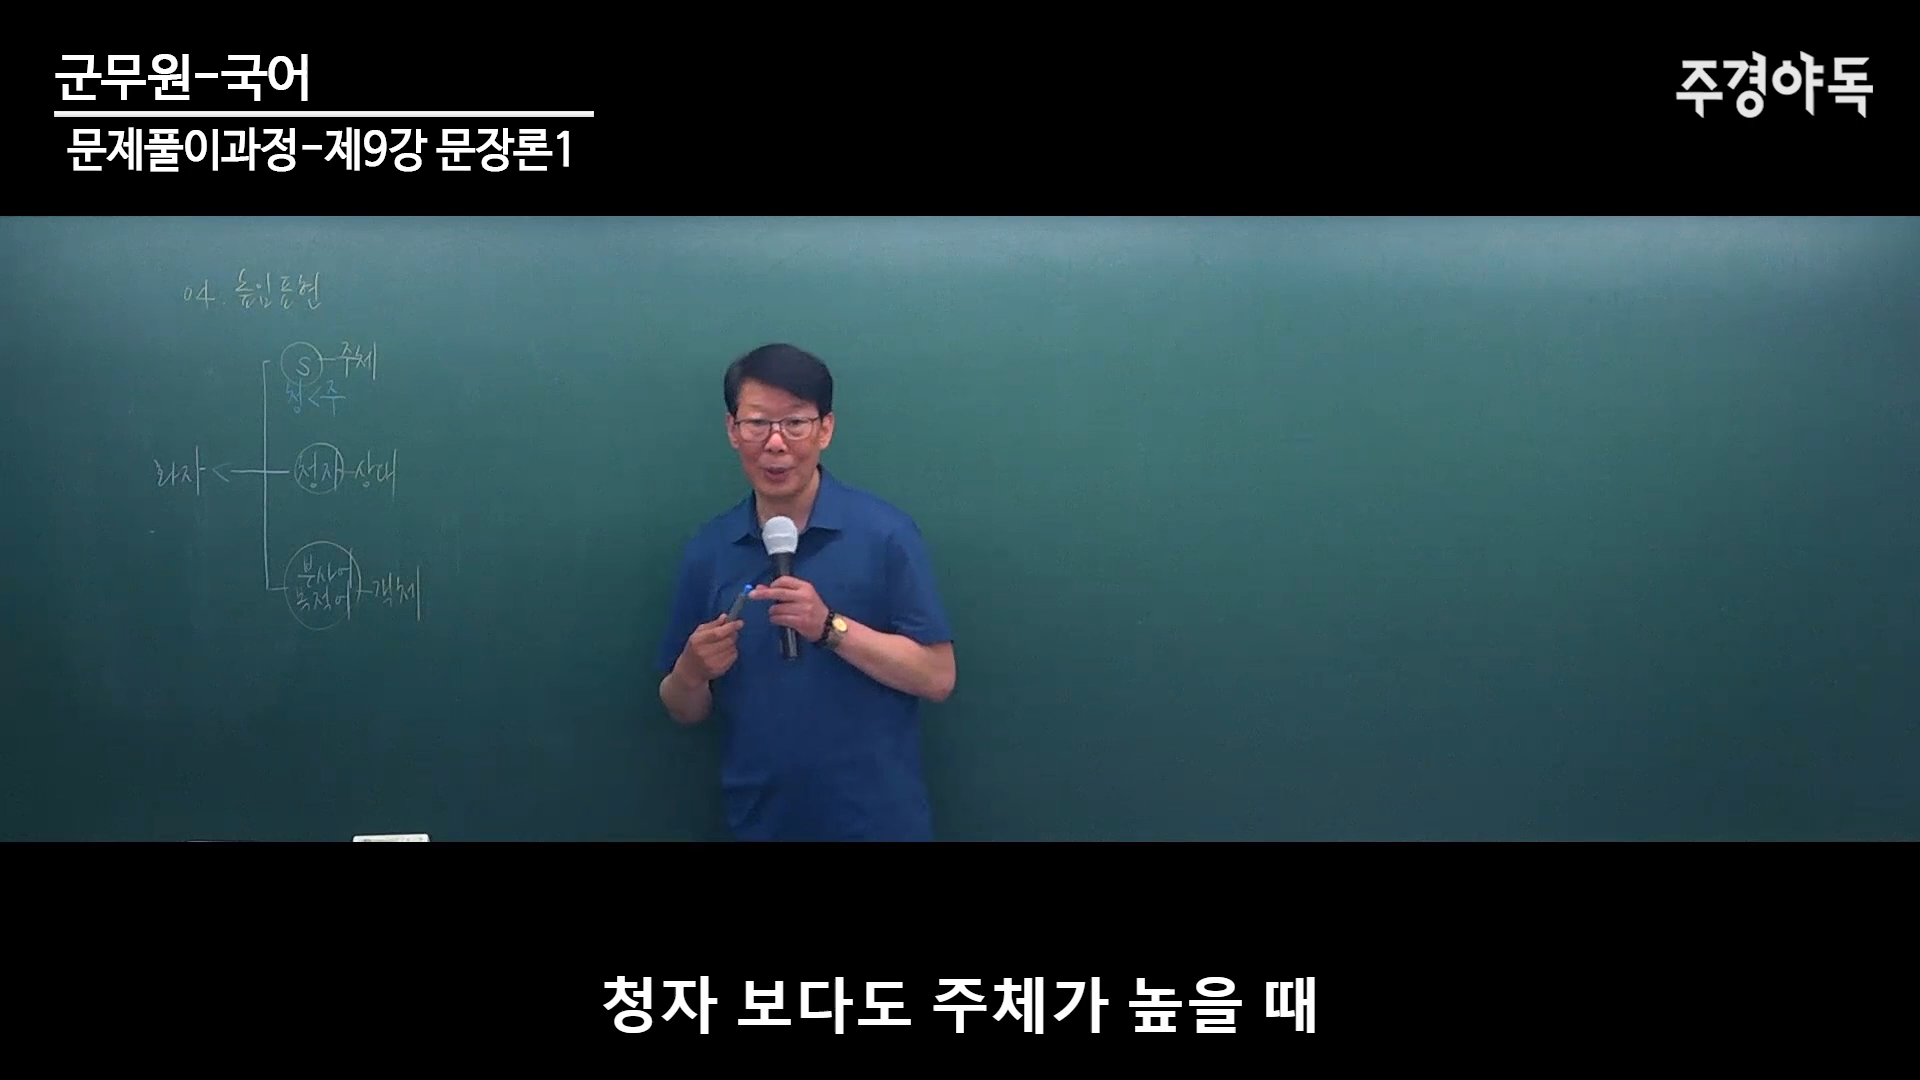 군무원-국어
주경야독
문제풀이과정-제9강 문장론1
04. 높임표현
S-주체
청<주
화자< 청자-상대
부사어
목적어-객체
청자 보다도 주체가 높을 때